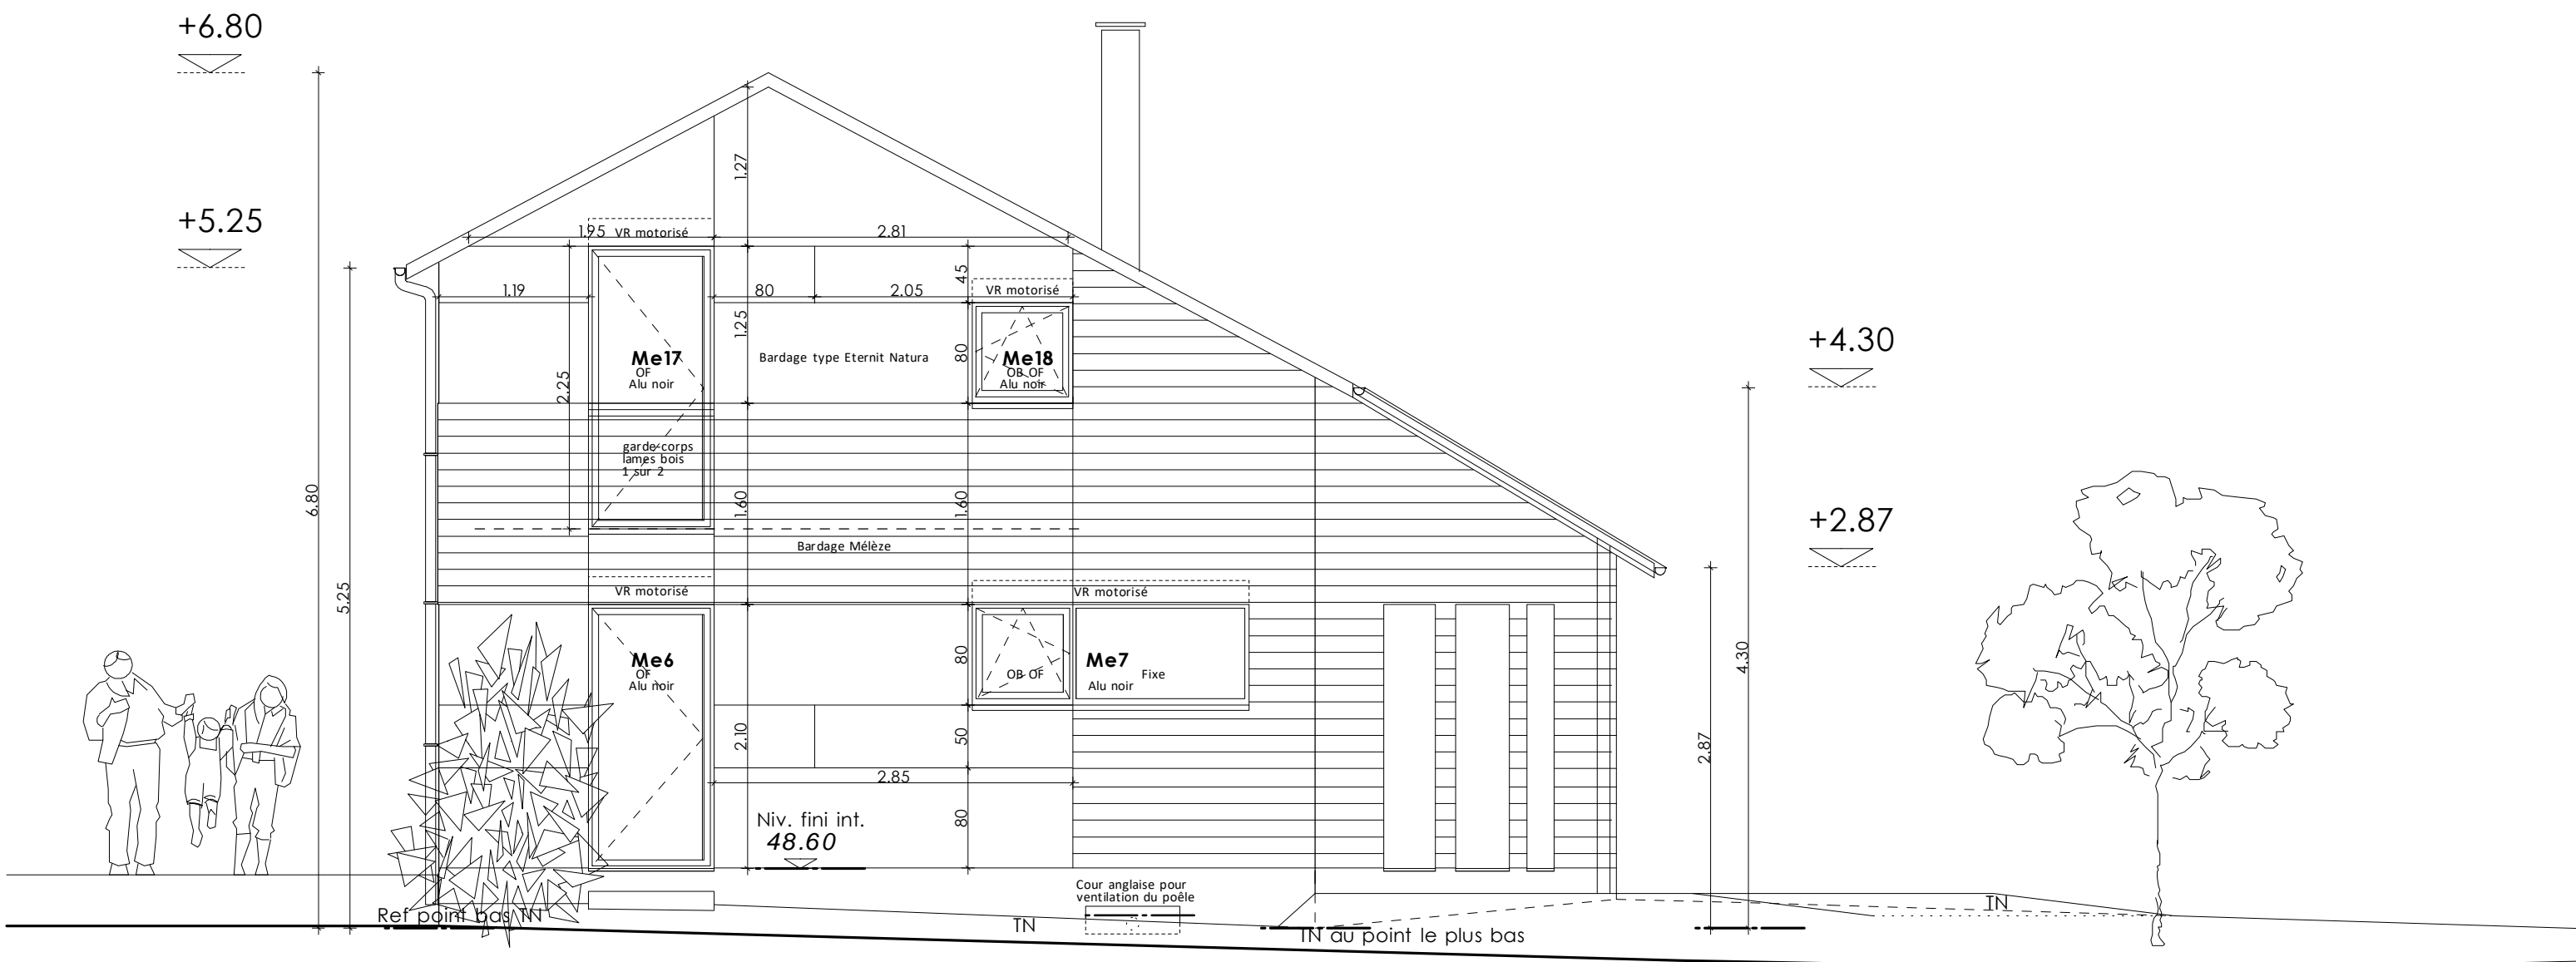 +6.80
+5.25
6.80
5.25
1.27
1.95
VR motorisé
2.81
1.19
80
2.05
45
VR motorisé
1.25
2.25
Me17
OF
Alu noir
Bardage type Eternit Natura
80
Me18
OB OF
Alu noir
garde-corps
lames bois
1 sur 2
1.60
1.60
Bardage Mélèze
VR motorisé
VR motorisé
Me6
OF
Alu noir
80
OB OF
Me7
Fixe
Alu noir
2.10
50
2.85
80
Niv. fini int.
48.60
Cour anglaise pour
ventilation du poêle
Ref point bas TN
TN
TN au point le plus bas
TN
+4.30
+2.87
4.30
2.87